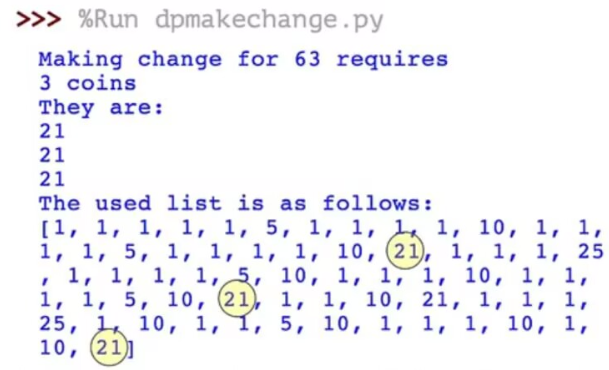 >>> %Run dpmakechange.py
Making change for 63 requires
3 coins
They are:
21
21
21
The used list is as follows:
[1, 1, 1, 1, 1, 5, 1, 1, 1, 1, 10, 1, 1,
1, 1, 5, 1, 1, 1, 1, 10, 21, 1, 1, 1, 25
, 1, 1, 1, 1, 5, 10, 1, 1, 1, 10, 1, 1,
1, 1, 5, 10, 21, 1, 1, 10, 21, 1, 1, 1,
25, 1, 10, 1, 1, 5, 10, 1, 1, 1, 10, 1,
10, 21]